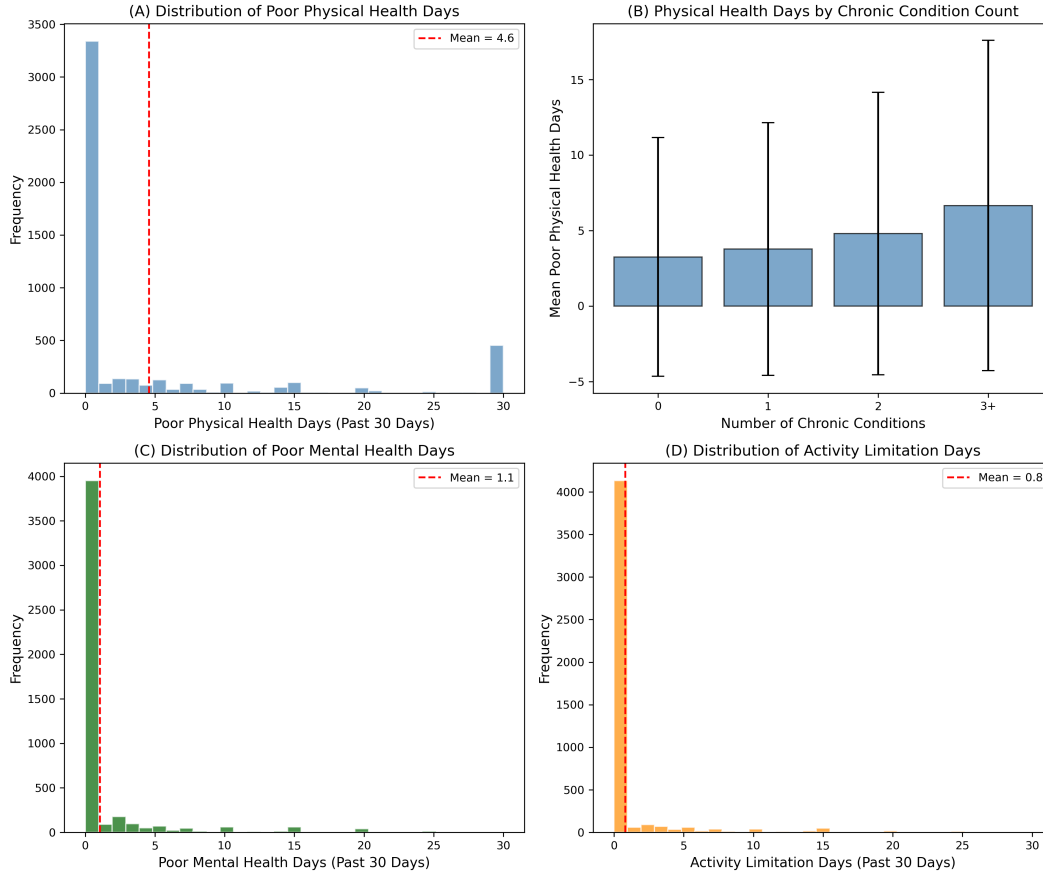 (A) Distribution of Poor Physical Health Days
3500
3000
2500
2000
1500
1000
500
0
Frequency
Mean = 4.6
0 5 10 15 20 25 30
Poor Physical Health Days (Past 30 Days)
(B) Physical Health Days by Chronic Condition Count
15
10
5
0
−5
Mean Poor Physical Health Days
0 1 2 3+
Number of Chronic Conditions
(C) Distribution of Poor Mental Health Days
4000
3500
3000
2500
2000
1500
1000
500
0
Frequency
Mean = 1.1
0 5 10 15 20 25 30
Poor Mental Health Days (Past 30 Days)
(D) Distribution of Activity Limitation Days
4000
3500
3000
2500
2000
1500
1000
500
0
Frequency
Mean = 0.8
0 5 10 15 20 25 30
Activity Limitation Days (Past 30 Days)